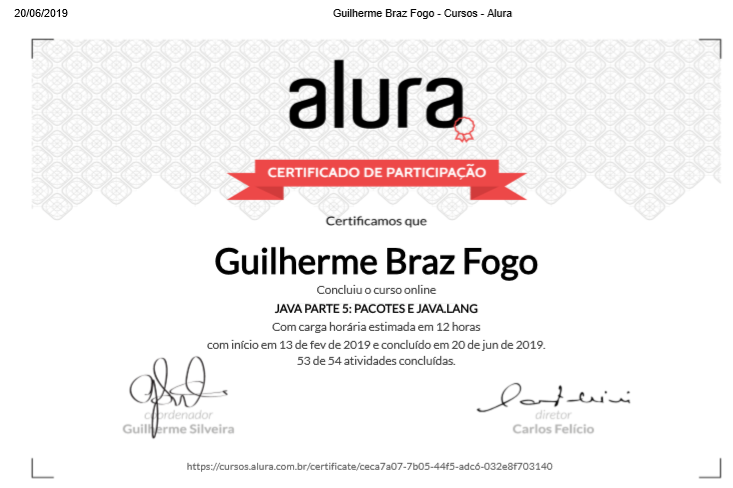 20/06/2019
Guilherme Braz Fogo - Cursos - Alura
alura
CERTIFICADO DE PARTICIPAÇÃO
Certificamos que
Guilherme Braz Fogo
Concluiu o curso online
JAVA PARTE 5: PACOTES E JAVA.LANG
Com carga horária estimada em 12 horas
com início em 13 de fev de 2019 e concluído em 20 de jun de 2019.
53 de 54 atividades concluídas.
coordenador
Guilherme Silveira
diretor
Carlos Felício
https://cursos.alura.com.br/certificate/ceca7a07-7b05-44f5-adc6-032e8f703140